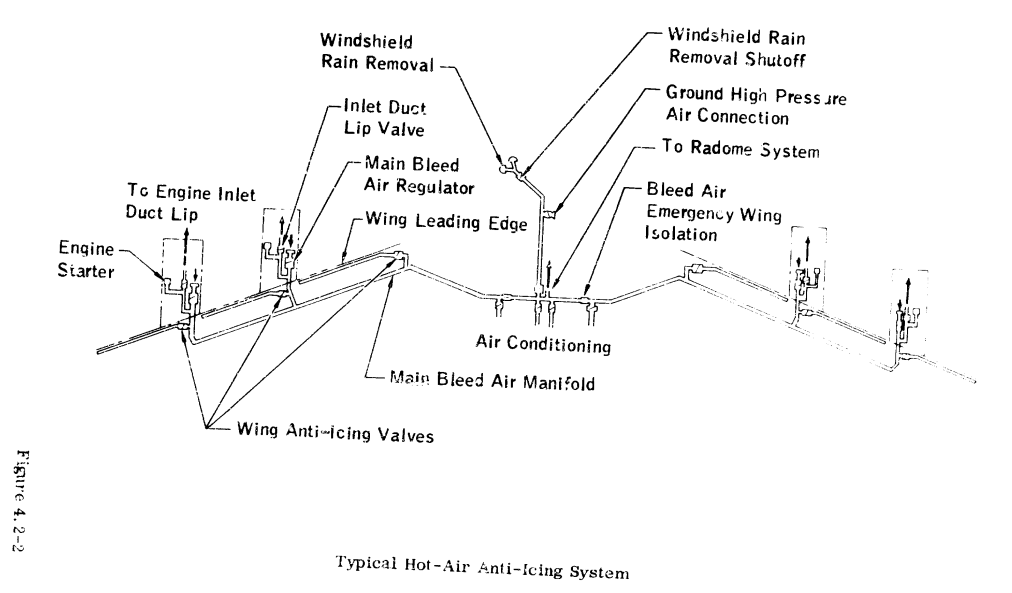 Windshield
Rain Removal
Windshield Rain
Removal Shutoff
Inlet Duct
Lip Valve
Ground High Pressure
Air Connection
Main Bleed
Air Regulator
To Radome System
To Engine Inlet
Duct Lip
Wing Leading Edge
Bleed Air
Emergency Wing
Isolation
Engine
Starter
Air Conditioning
Main Bleed Air Manifold
Wing Anti-Icing Valves
Figure 4.2-2
Typical Hot-Air Anti-Icing System